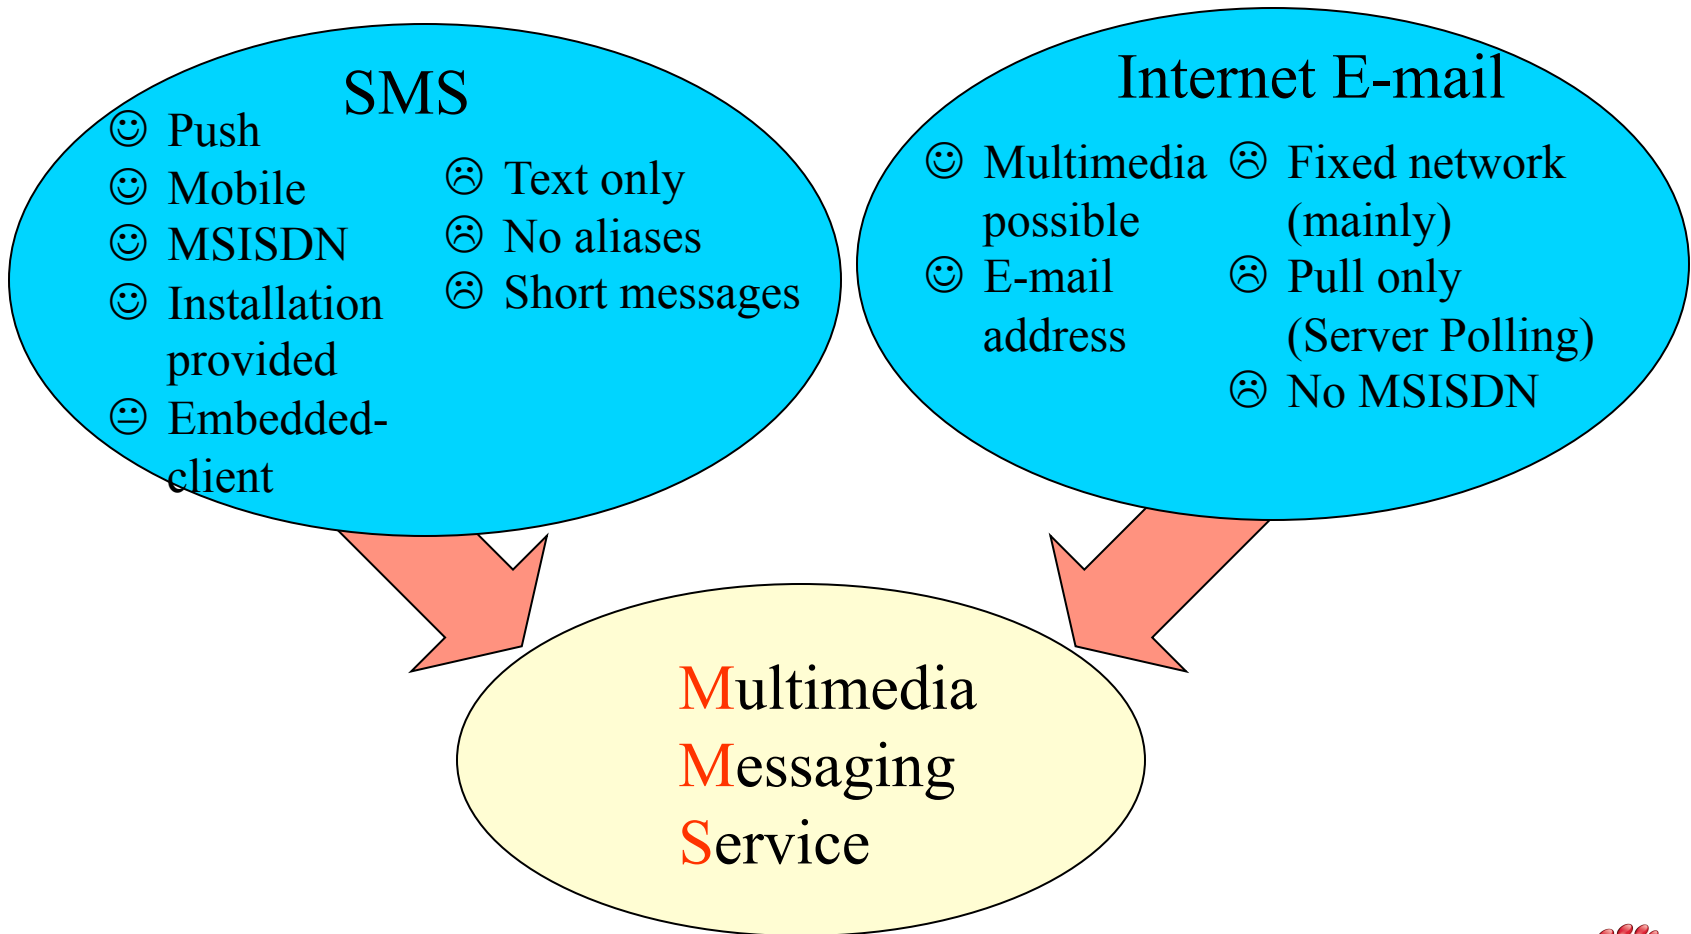 SMS
Push
Mobile
MSISDN
Installation
provided
Embedded-
client
Text only
No aliases
Short messages
Internet E-mail
Multimedia
possible
E-mail
address
Fixed network
(mainly)
Pull only
(Server Polling)
No MSISDN
Multimedia
Messaging
Service